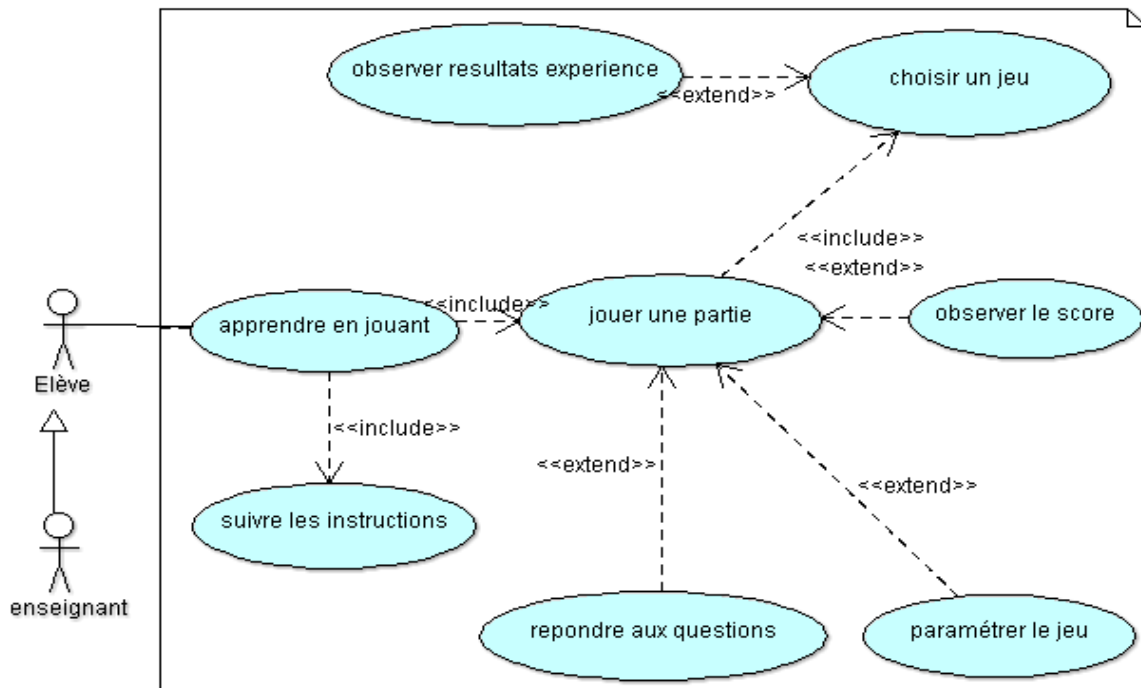 observer resultats experience
<<extend>>
choisir un jeu
<<include>>
<<extend>>
apprendre en jouant
<<include>>
jouer une partie
observer le score
Elève
<<include>>
<<extend>>
<<extend>>
suivre les instructions
enseignant
repondre aux questions
paramétrer le jeu